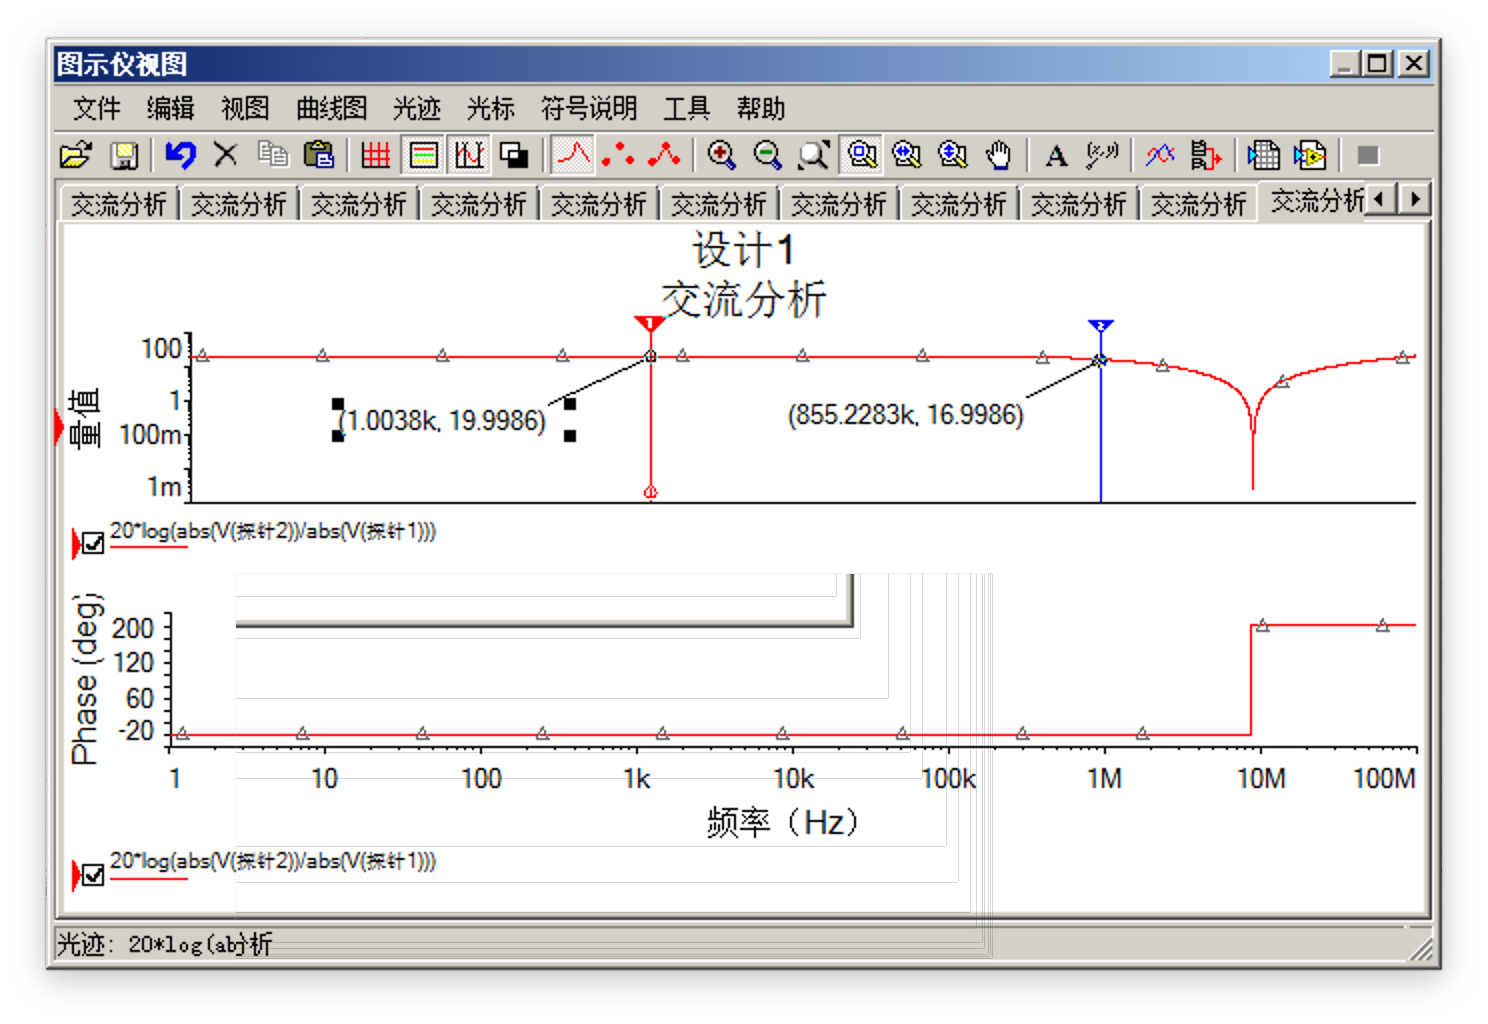 图示仪视图
文件 编辑 视图 曲线图 光迹 光标 符号说明 工具 帮助
A (x,y)
交流分析 交流分析 交流分析 交流分析 交流分析 交流分析 交流分析 交流分析 交流分析 交流分析 交流分析
设计1
交流分析
1 2
100
1
100m
1m
量值
(1.0038k, 19.9986)
(855.2283k, 16.9986)
20*log(abs(V(探针2))/abs(V(探针1)))
Phase (deg)
200
120
60
-20
1 10 100 1k 10k 100k 1M 10M 100M
频率（Hz）
20*log(abs(V(探针2))/abs(V(探针1)))
光迹: 20*log(ab分析